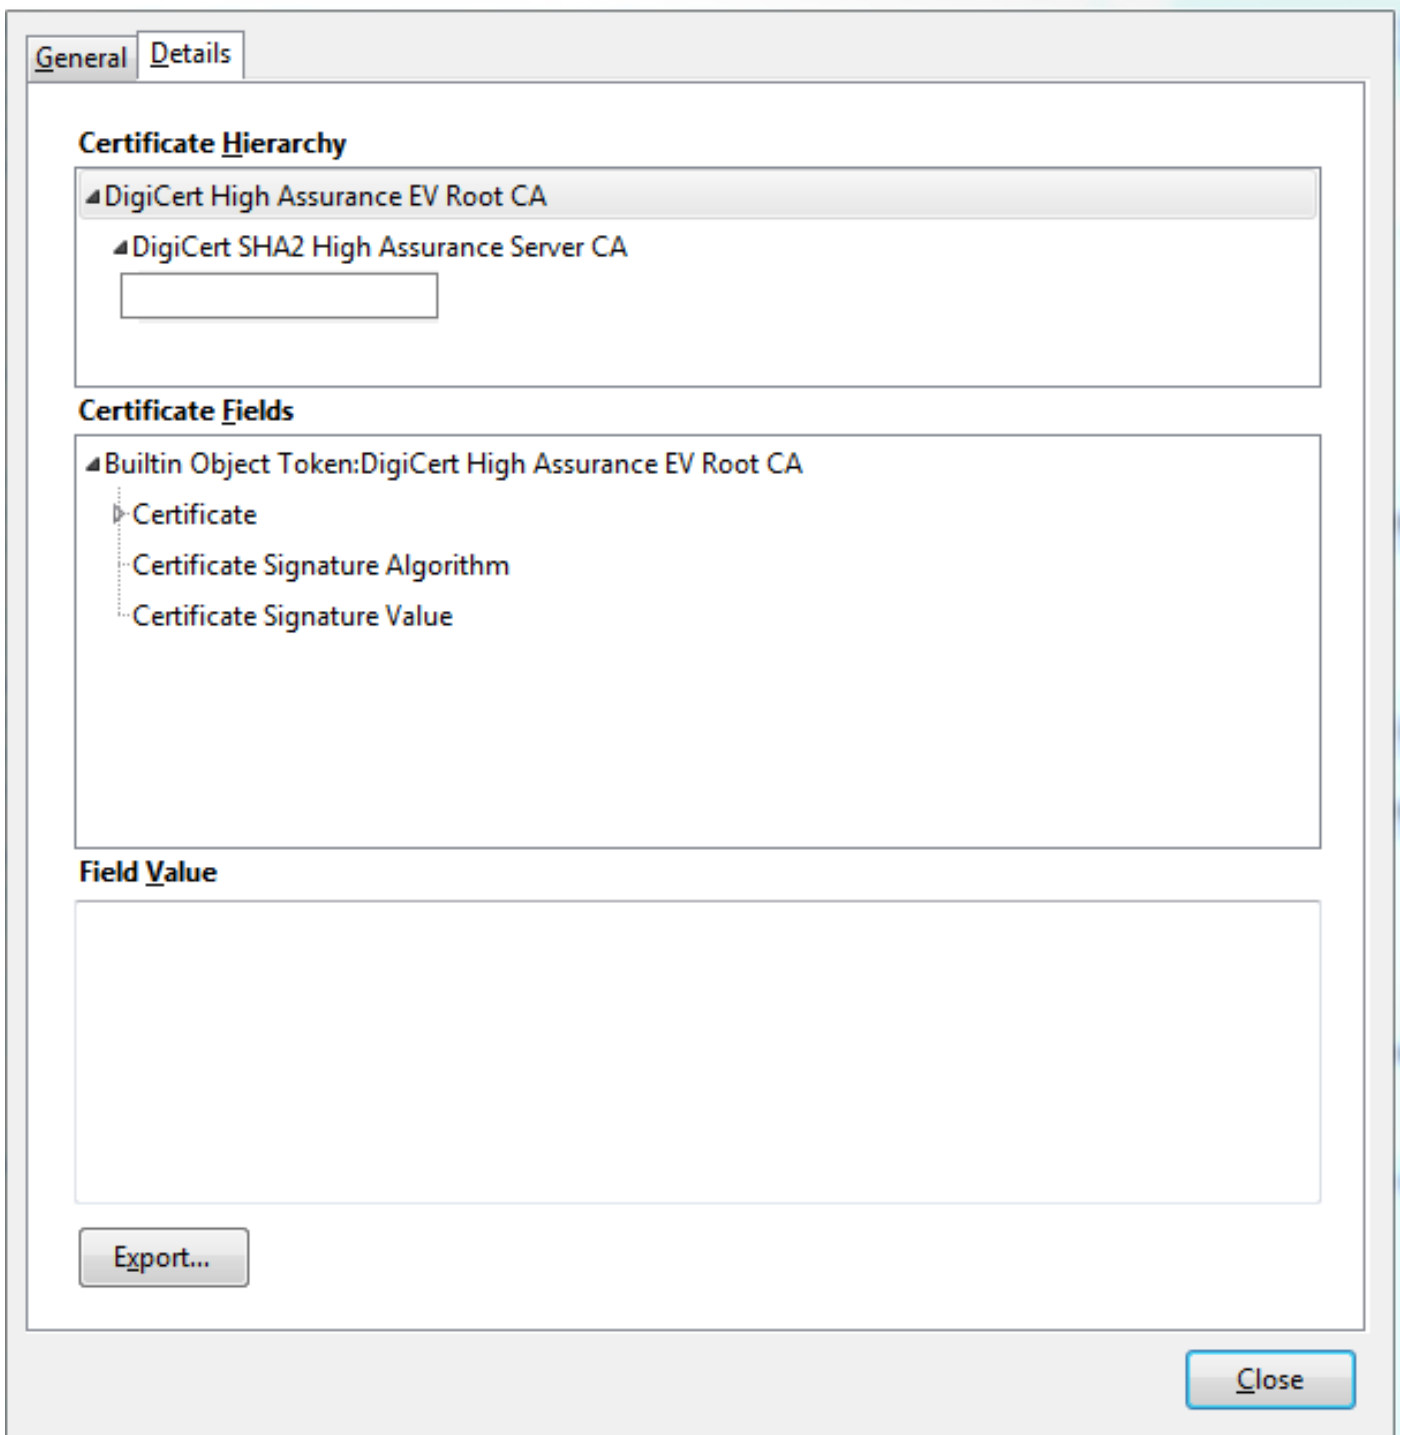 General Details
Certificate Hierarchy
DigiCert High Assurance EV Root CA
DigiCert SHA2 High Assurance Server CA
Certificate Fields
Builtin Object Token:DigiCert High Assurance EV Root CA
Certificate
Certificate Signature Algorithm
Certificate Signature Value
Field Value
Export...
Close